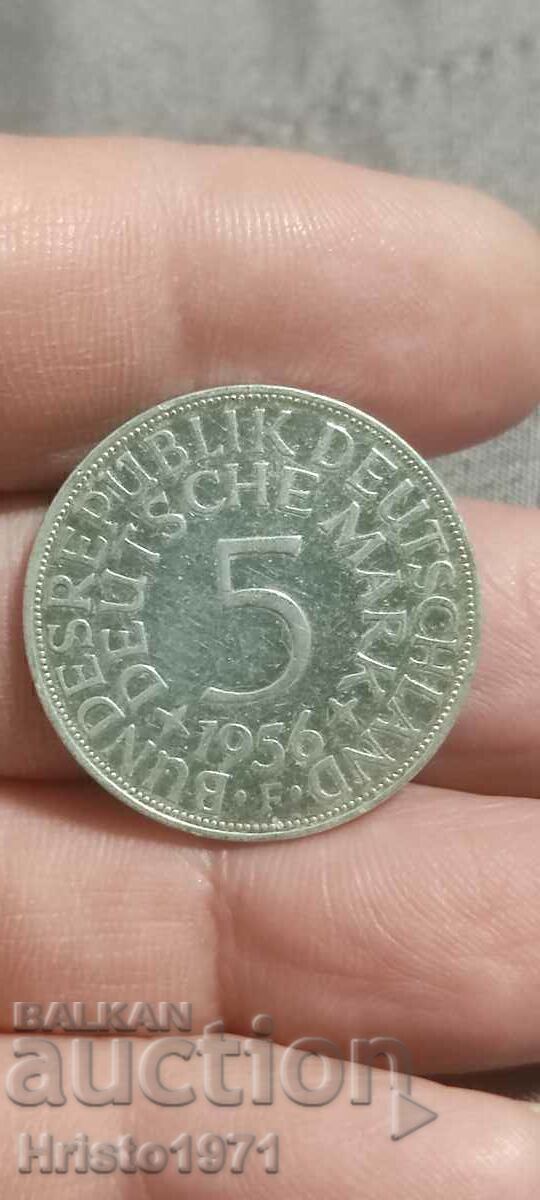 BUNDESREPUBLIK DEUTSCHLAND
DEUTSCHE MARK
5
1956
F
BALKAN
auction
Hristo1971